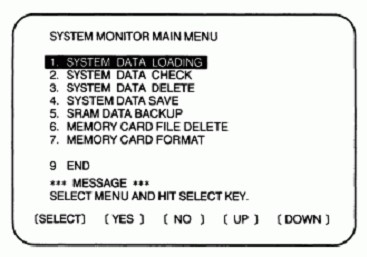 SYSTEM MONITOR MAIN MENU
1. SYSTEM DATA LOADING
2. SYSTEM DATA CHECK
3. SYSTEM DATA DELETE
4. SYSTEM DATA SAVE
5. SRAM DATA BACKUP
6. MEMORY CARD FILE DELETE
7. MEMORY CARD FORMAT
9 END
*** MESSAGE ***
SELECT MENU AND HIT SELECT KEY.
[SELECT] [ YES ] [ NO ] [ UP ] [ DOWN ]